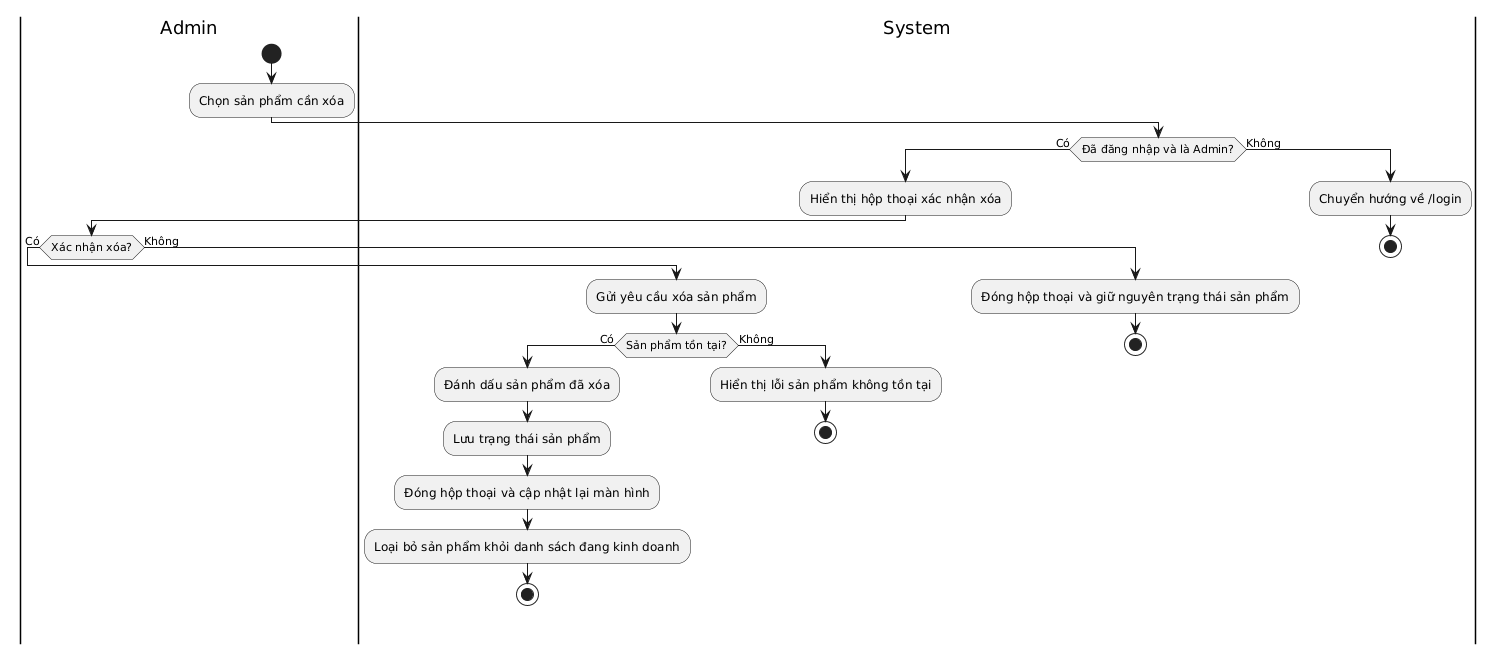 Admin
System
Chọn sản phẩm cần xóa
Có
Đã đăng nhập và là Admin?
Không
Hiển thị hộp thoại xác nhận xóa
Chuyển hướng về /login
Có
Xác nhận xóa?
Không
Gửi yêu cầu xóa sản phẩm
Đóng hộp thoại và giữ nguyên trạng thái sản phẩm
Có
Sản phẩm tồn tại?
Không
Đánh dấu sản phẩm đã xóa
Hiển thị lỗi sản phẩm không tồn tại
Lưu trạng thái sản phẩm
Đóng hộp thoại và cập nhật lại màn hình
Loại bỏ sản phẩm khỏi danh sách đang kinh doanh